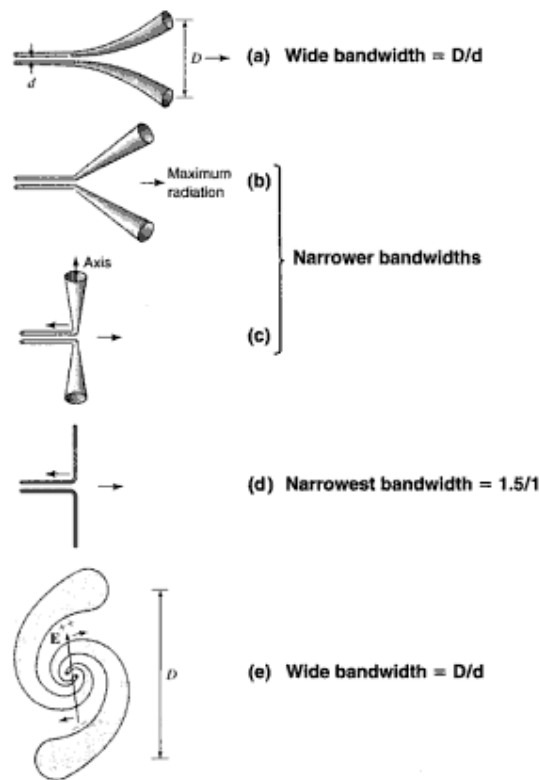 d
D
(a) Wide bandwidth = D/d
Maximum
radiation
(b)
Axis
Narrower bandwidths
(c)
(d) Narrowest bandwidth = 1.5/1
E
D
(e) Wide bandwidth = D/d